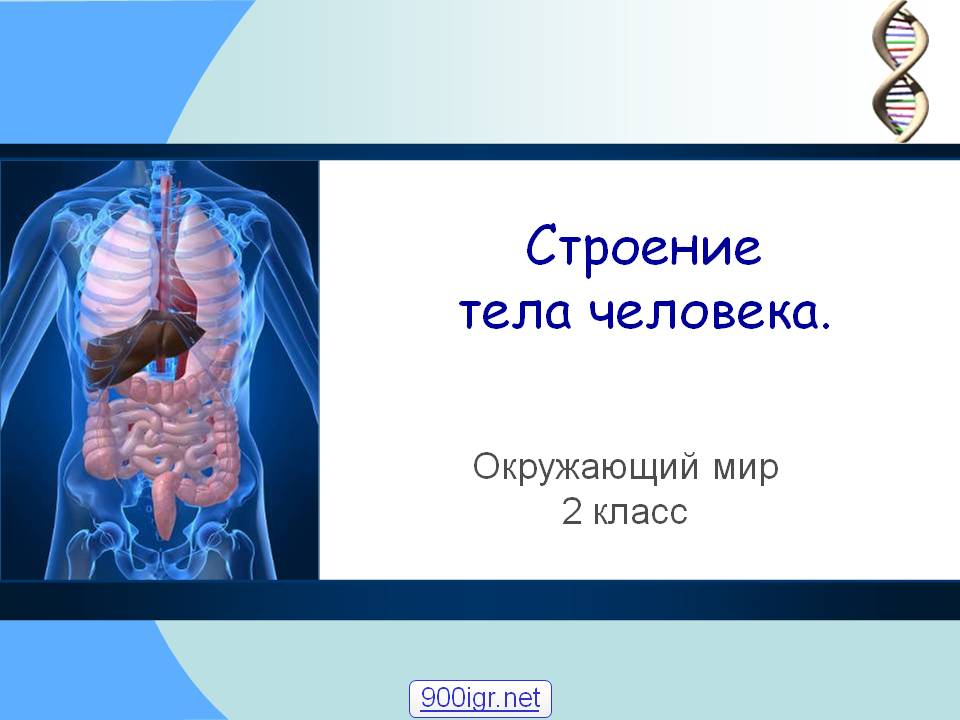 Строение
тела человека.
Окружающий мир
2 класс
900igr.net